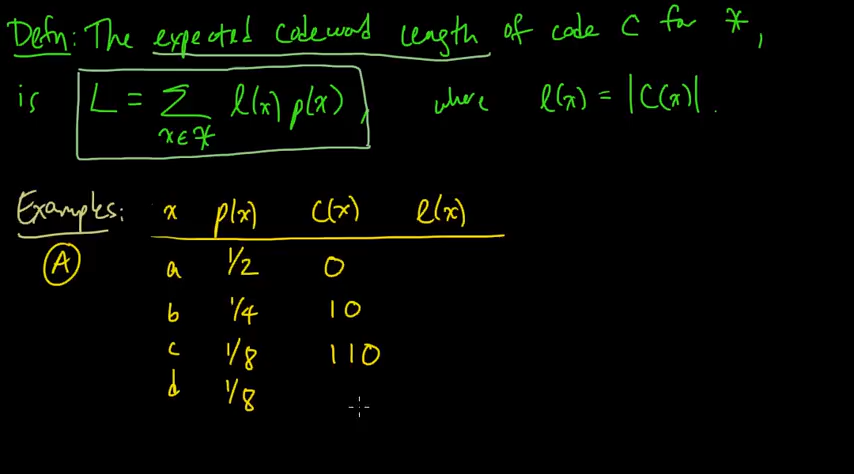 Defn: The expected codeword length of code C for 𝒳,
is L = ∑ l(x) p(x), where l(x) = |C(x)|.
x∈𝒳
Examples: x p(x) C(x) l(x)
A a 1/2 0
b 1/4 10
c 1/8 110
d 1/8